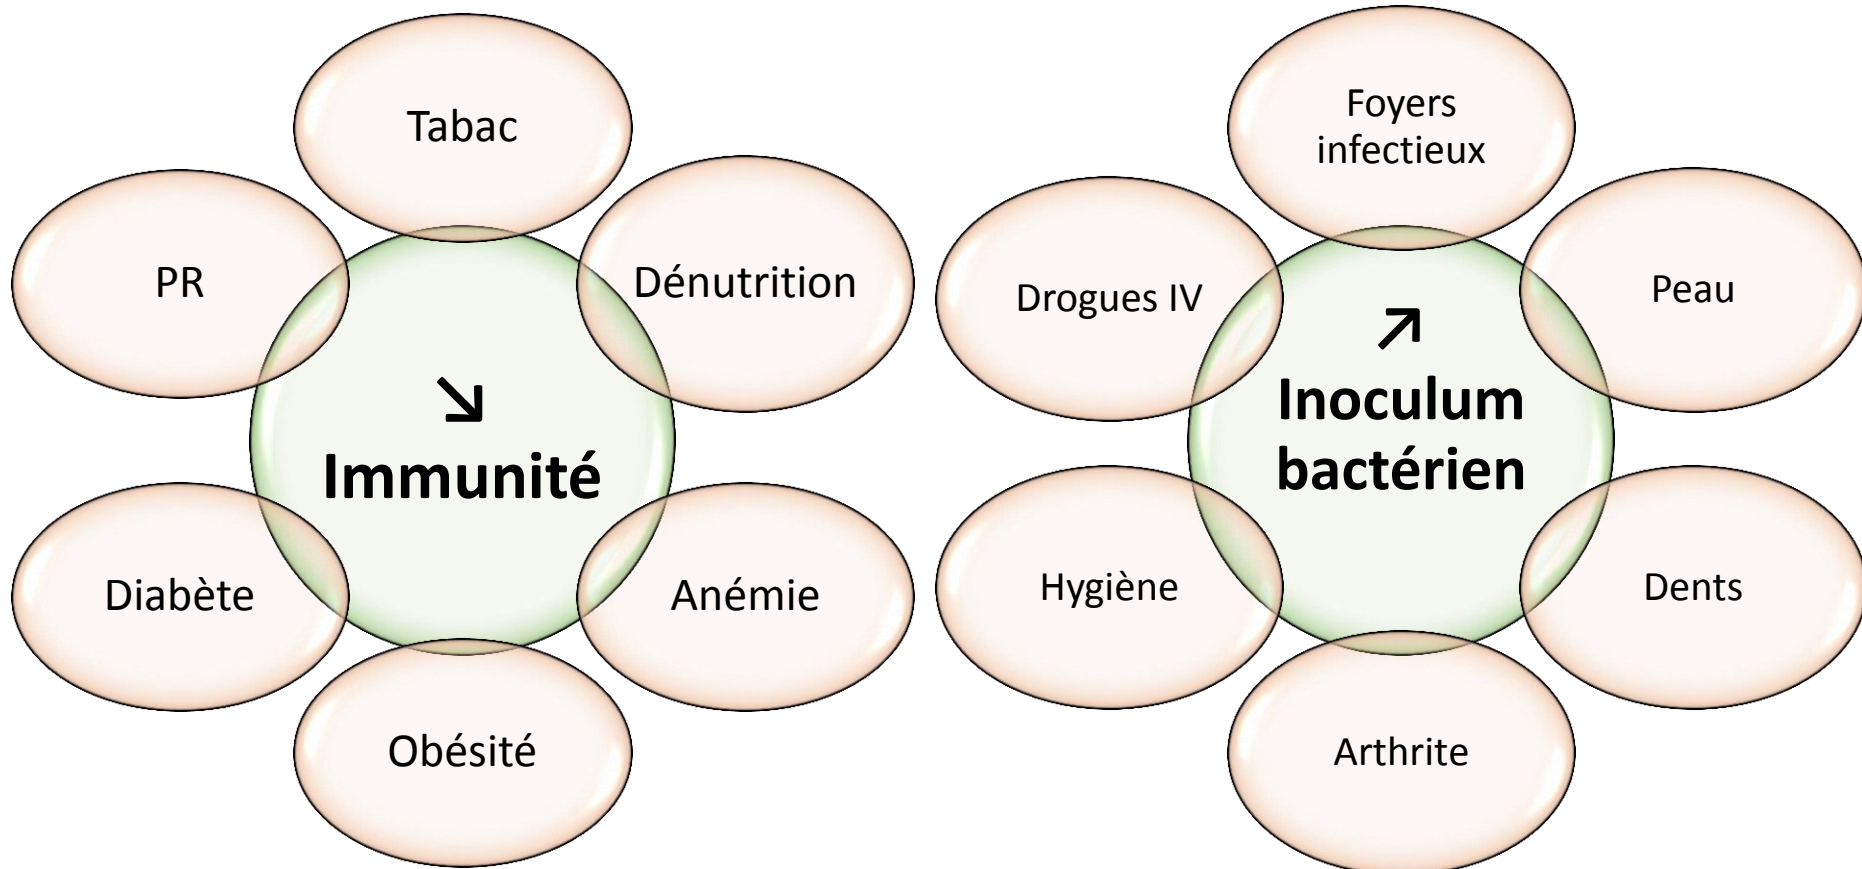 Tabac
PR
Dénutrition
↘
Immunité
Diabète
Anémie
Obésité
Foyers
infectieux
Drogues IV
Peau
↗
Inoculum
bactérien
Hygiène
Dents
Arthrite